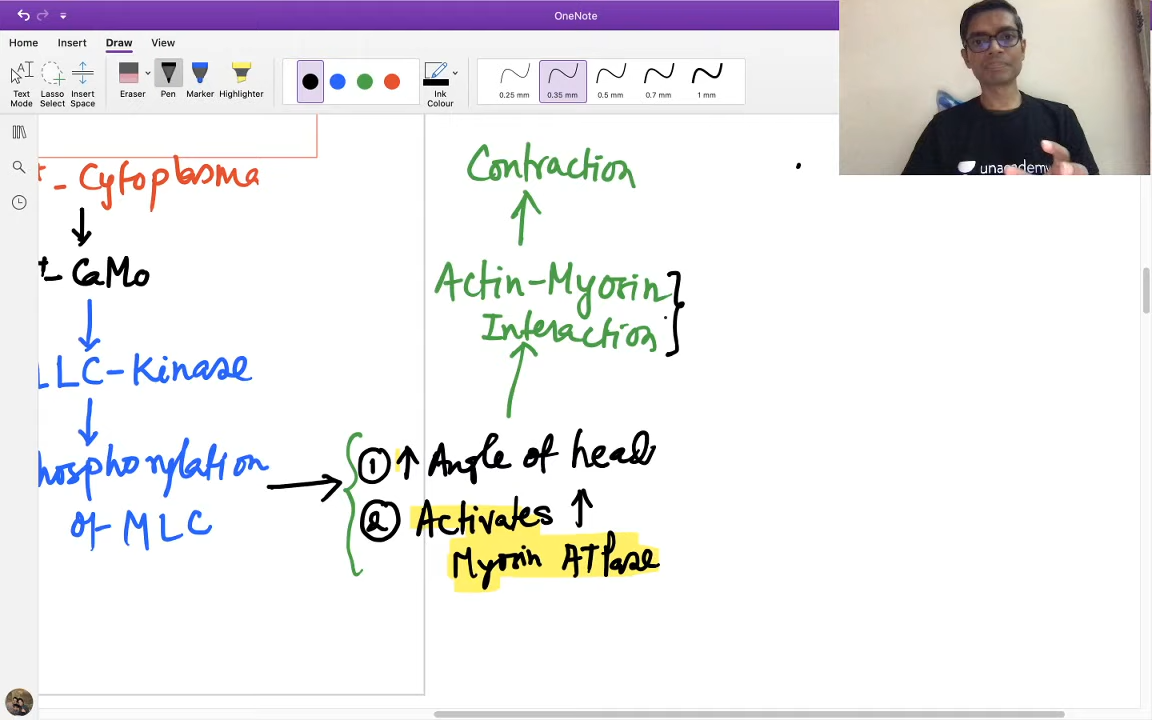 OneNote
Home Insert Draw View
Text Mode
Lasso Select
Insert Space
Eraser
Pen
Marker
Highlighter
Ink Colour
0.25 mm
0.35 mm
0.5 mm
0.7 mm
1 mm
unacademy
+- Cytoplasma
+- CaMo
LC-Kinase
hosphorylation
of MLC
① ↑ Angle of head
② Activates ↑
Myosin ATPase
Actin-Myosin
Interaction
Contraction